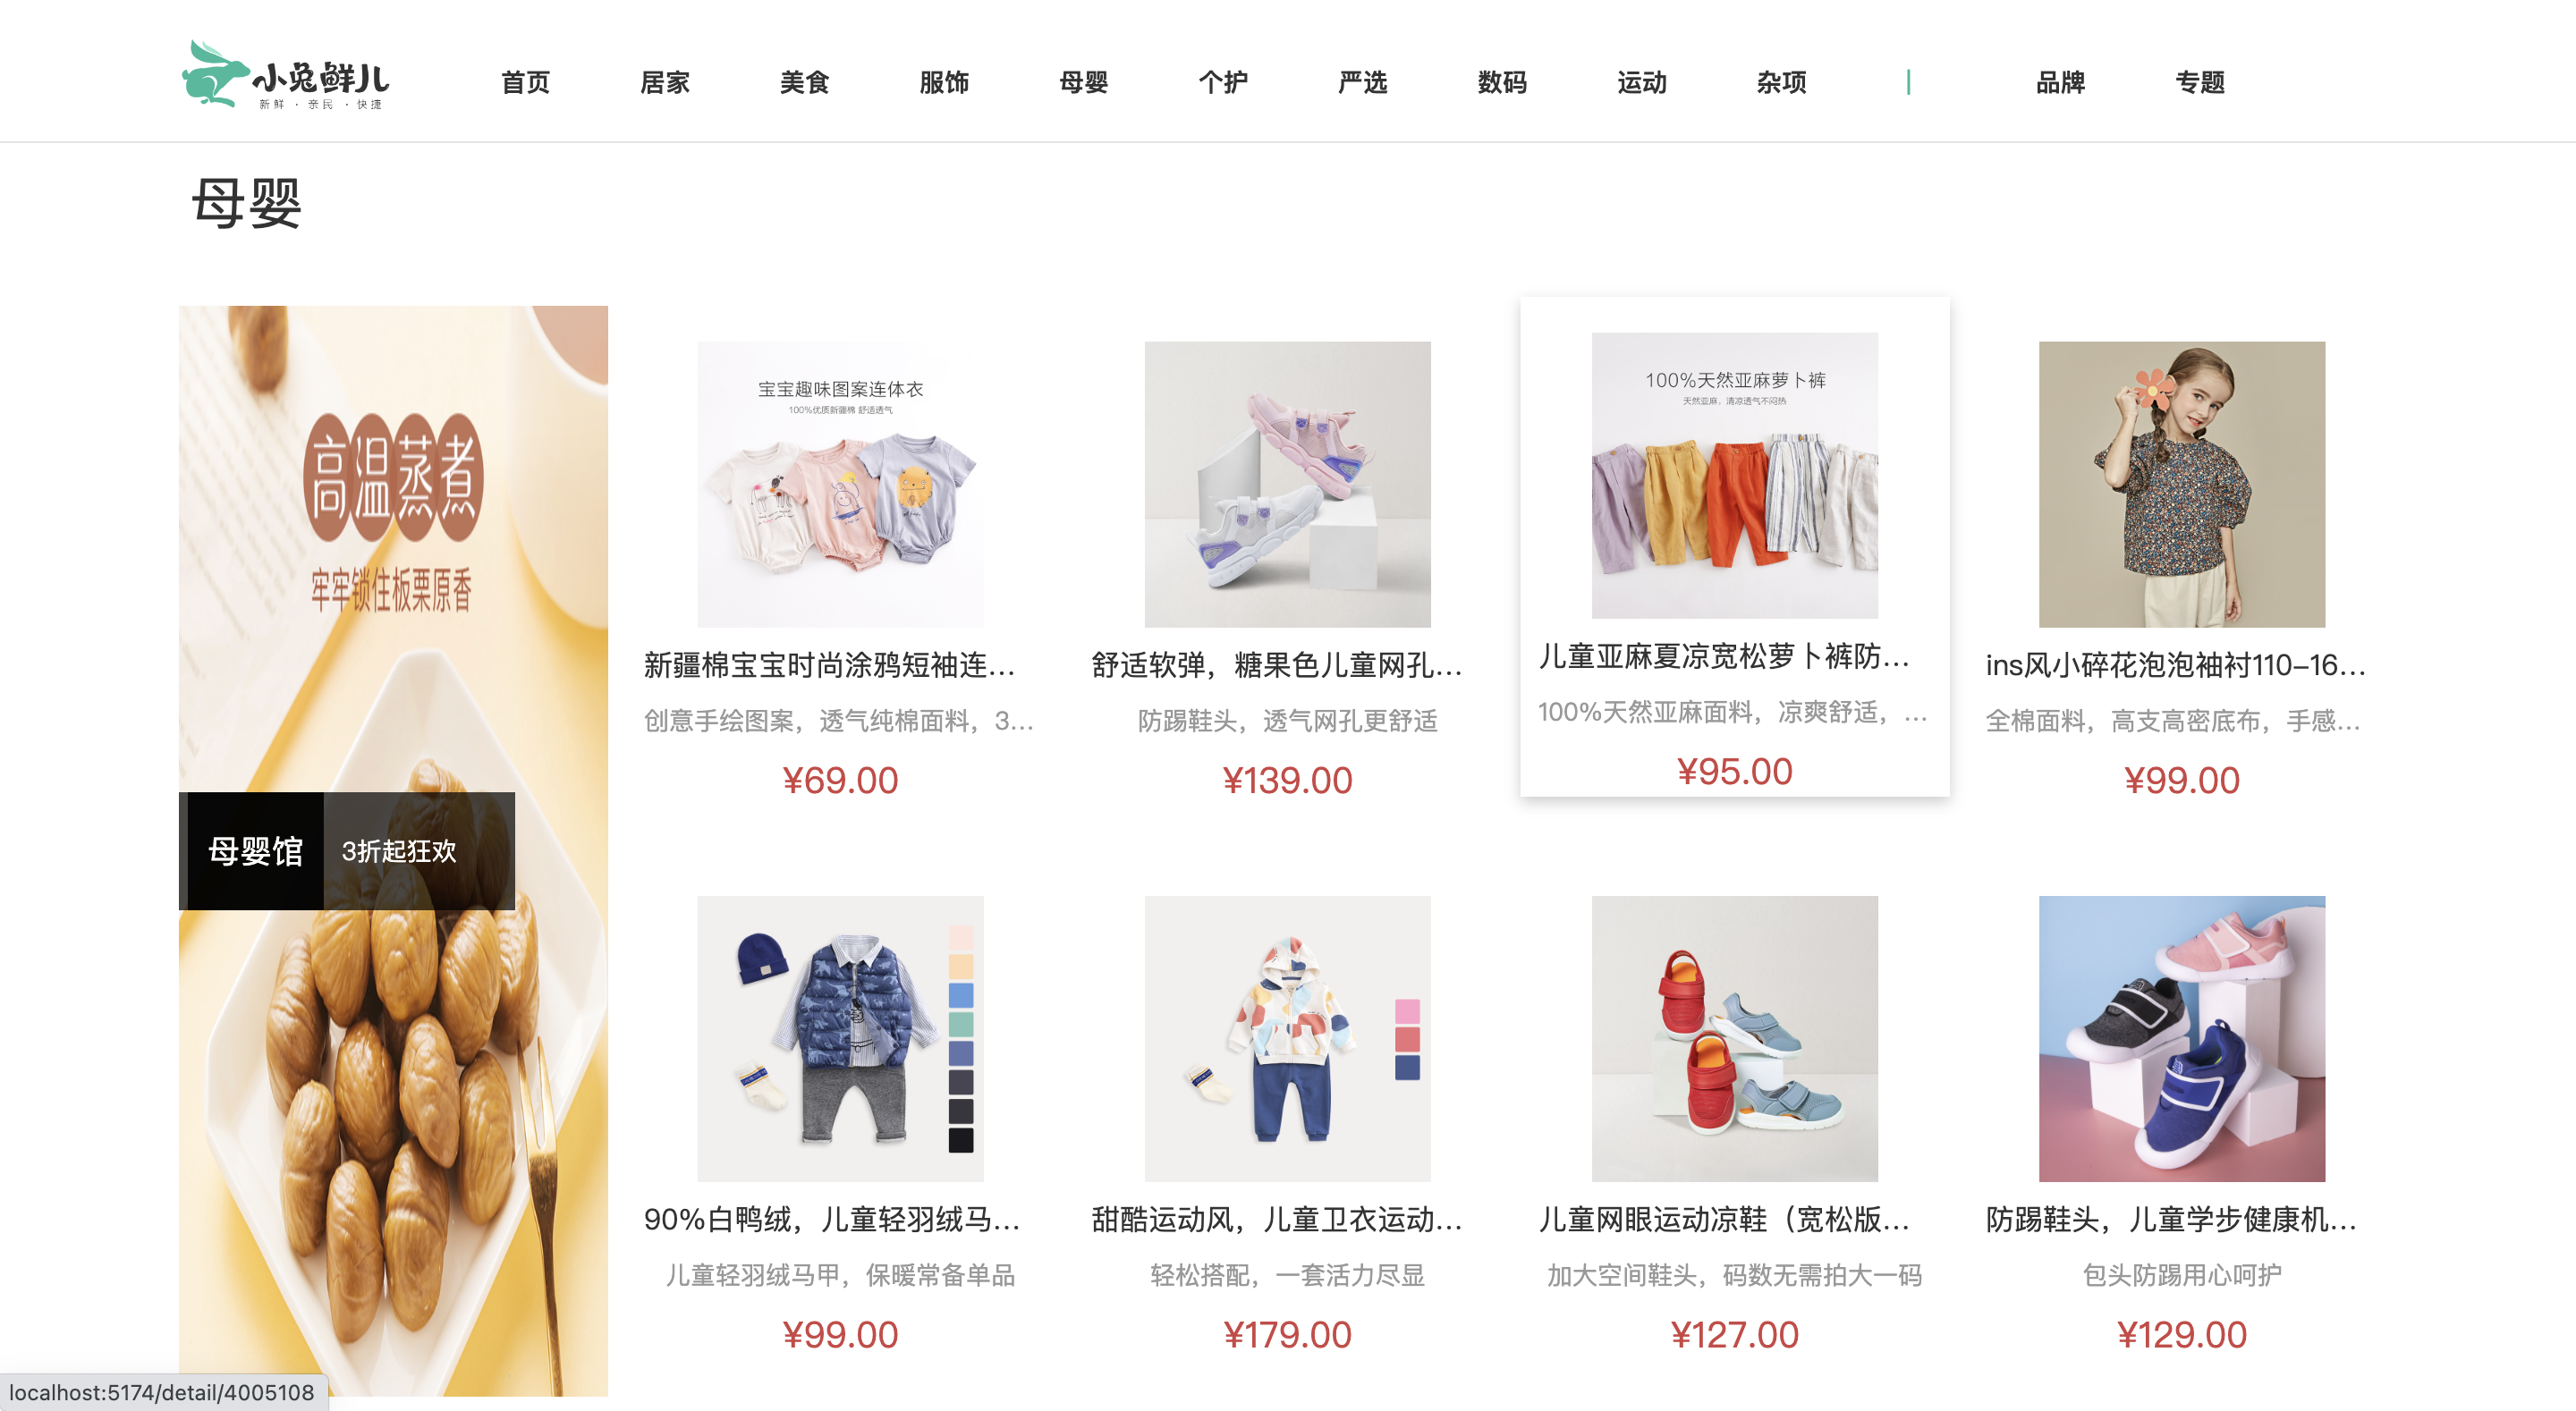 小兔鲜儿
新鲜 · 亲民 · 快捷
首页 居家 美食 服饰 母婴 个护 严选 数码 运动 杂项 | 品牌 专题
母婴
高温蒸煮
牢牢锁住板栗原香
母婴馆 3折起狂欢
宝宝趣味图案连体衣
100%优质新疆棉 舒适透气
新疆棉宝宝时尚涂鸦短袖连...
创意手绘图案，透气纯棉面料，3...
¥69.00
舒适软弹，糖果色儿童网孔...
防踢鞋头，透气网孔更舒适
¥139.00
100%天然亚麻萝卜裤
天然亚麻，清凉透气不闷热
儿童亚麻夏凉宽松萝卜裤防...
100%天然亚麻面料，凉爽舒适，...
¥95.00
ins风小碎花泡泡袖衬110-16...
全棉面料，高支高密底布，手感...
¥99.00
90%白鸭绒，儿童轻羽绒马...
儿童轻羽绒马甲，保暖常备单品
¥99.00
甜酷运动风，儿童卫衣运动...
轻松搭配，一套活力尽显
¥179.00
儿童网眼运动凉鞋（宽松版...
加大空间鞋头，码数无需拍大一码
¥127.00
防踢鞋头，儿童学步健康机...
包头防踢用心呵护
¥129.00
localhost:5174/detail/4005108